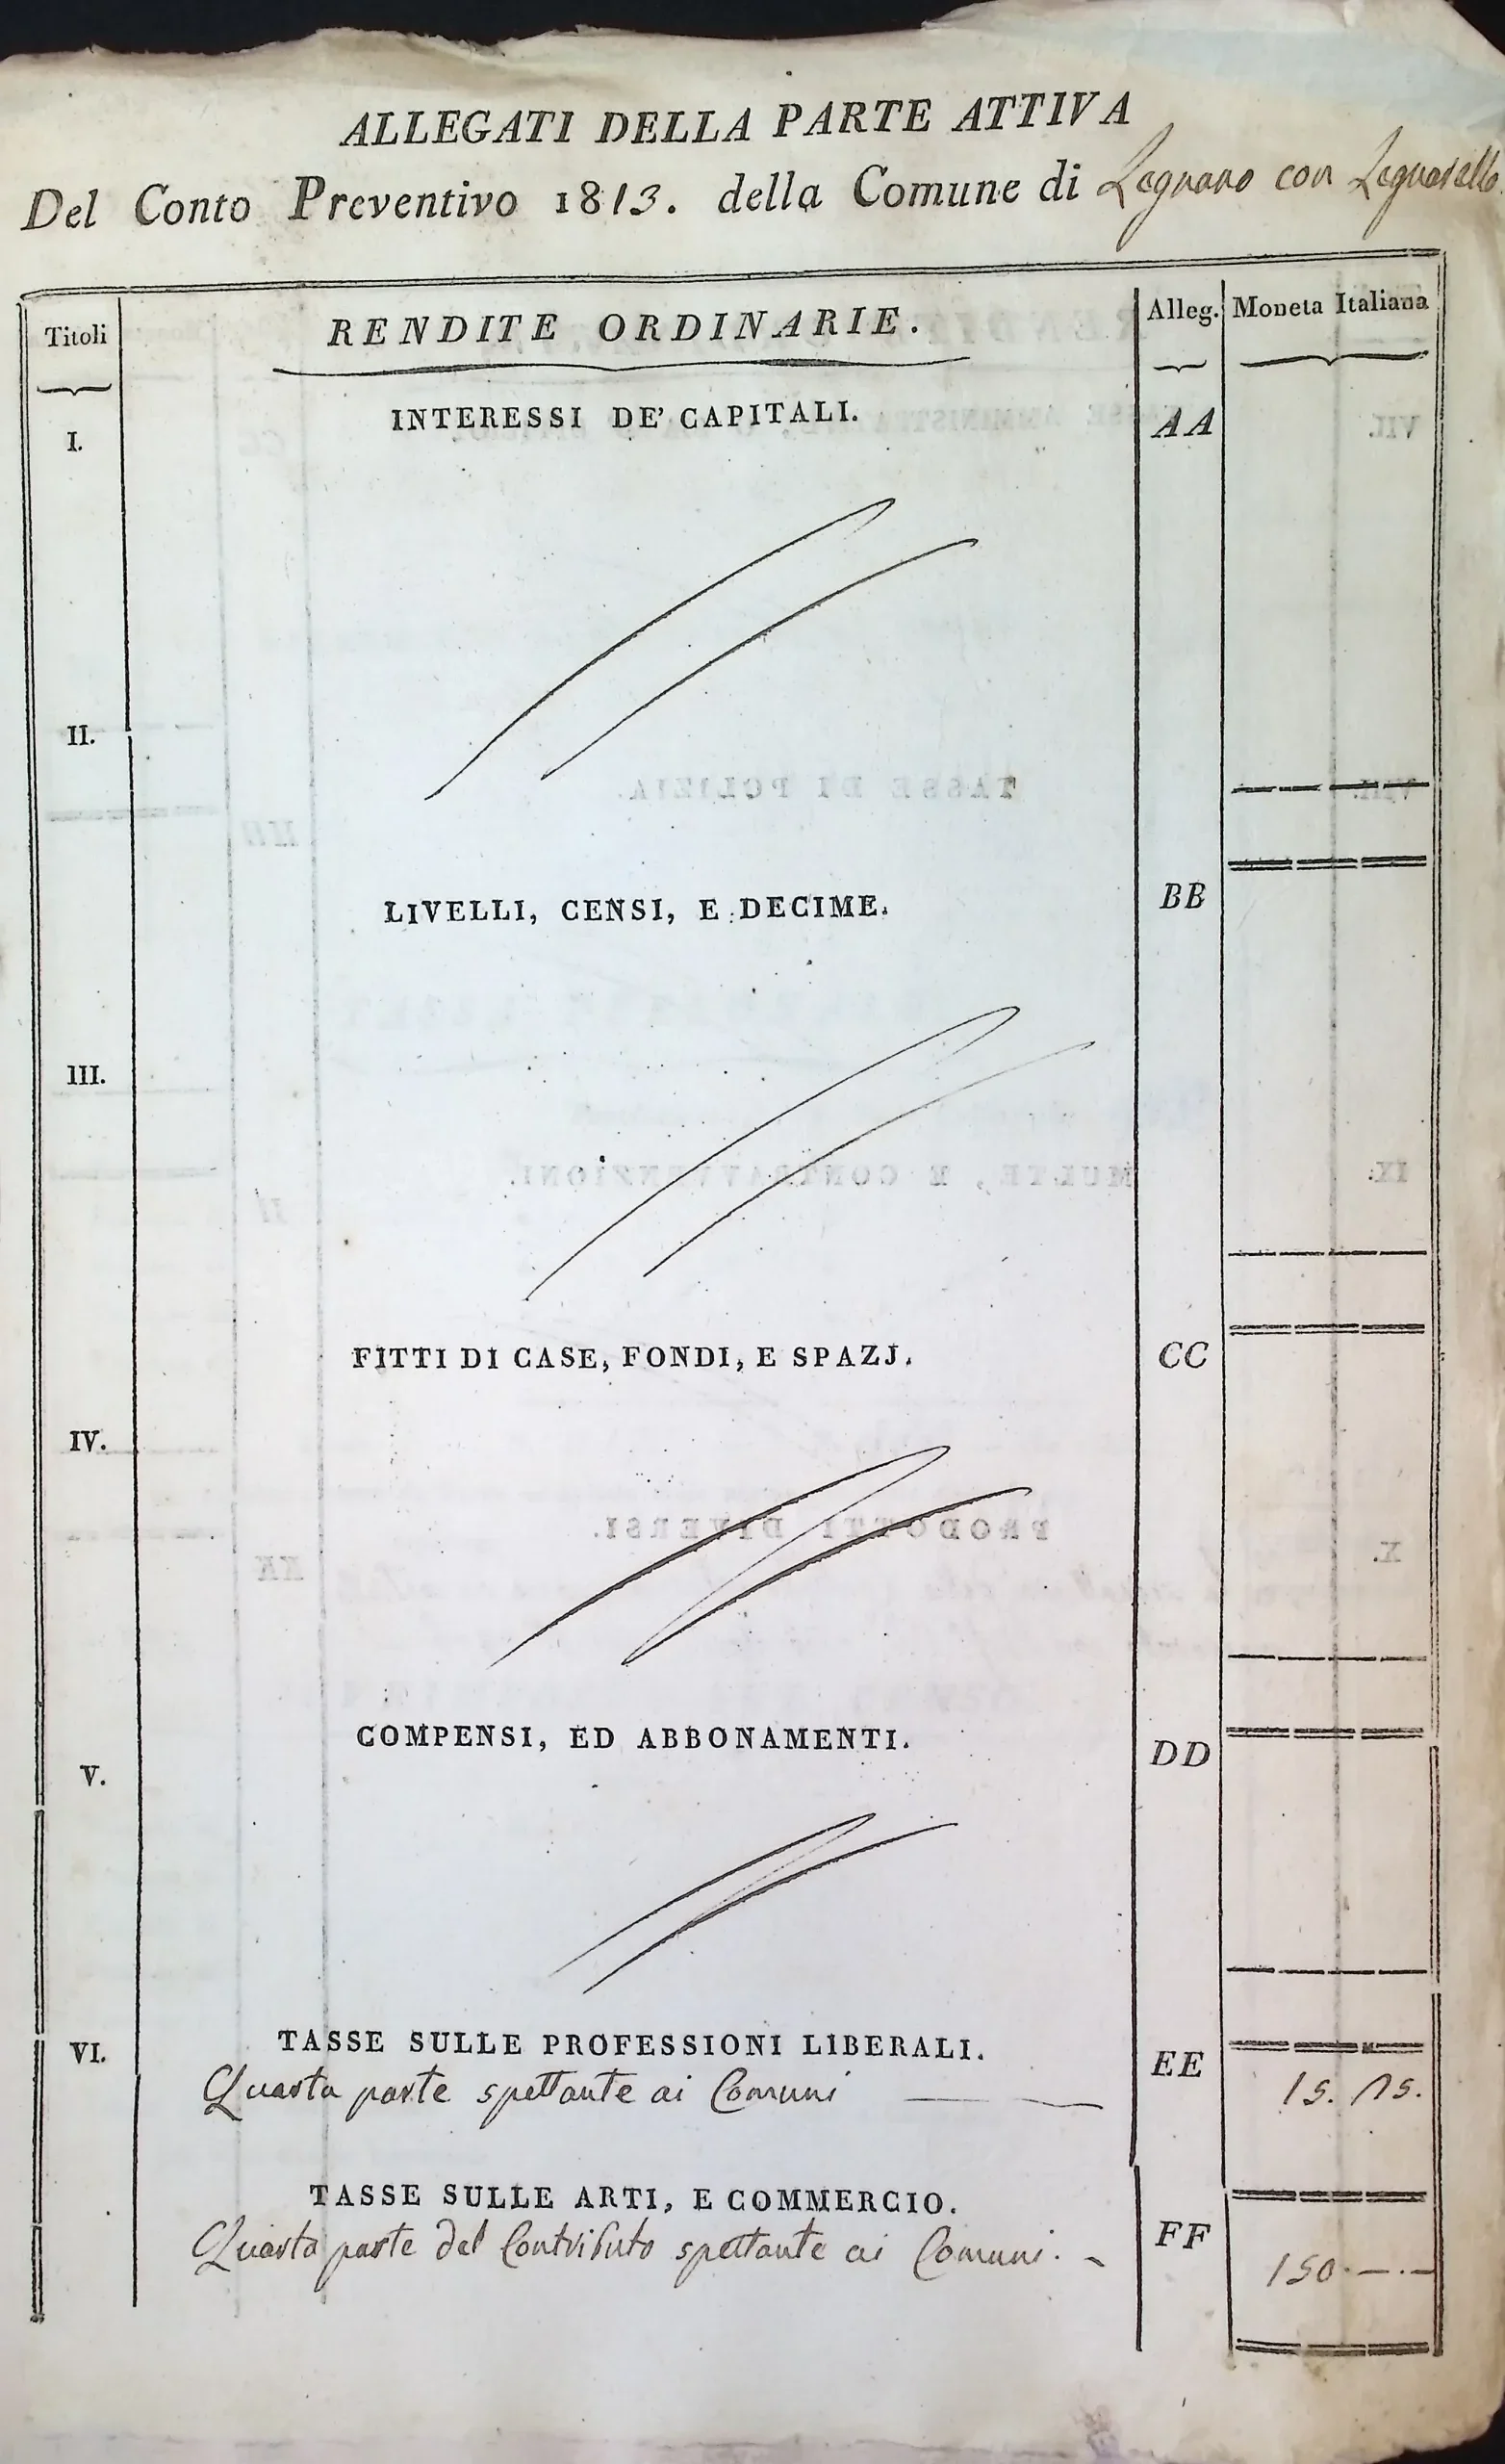 ALLEGATI DELLA PARTE ATTIVA
Del Conto Preventivo 1813. della Comune di Legnano con Legnarello
Titoli RENDITE ORDINARIE. Alleg. Moneta Italiana
I. INTERESSI DE' CAPITALI. AA
II.
LIVELLI, CENSI, E DECIME. BB
III.
FITTI DI CASE, FONDI, E SPAZJ. CC
IV.
COMPENSI, ED ABBONAMENTI. DD
V.
VI. TASSE SULLE PROFESSIONI LIBERALI. EE
Quarta parte spettante ai Comuni 15.
TASSE SULLE ARTI, E COMMERCIO. FF
Quarta parte del Contributo spettante ai Comuni. 150.—.—